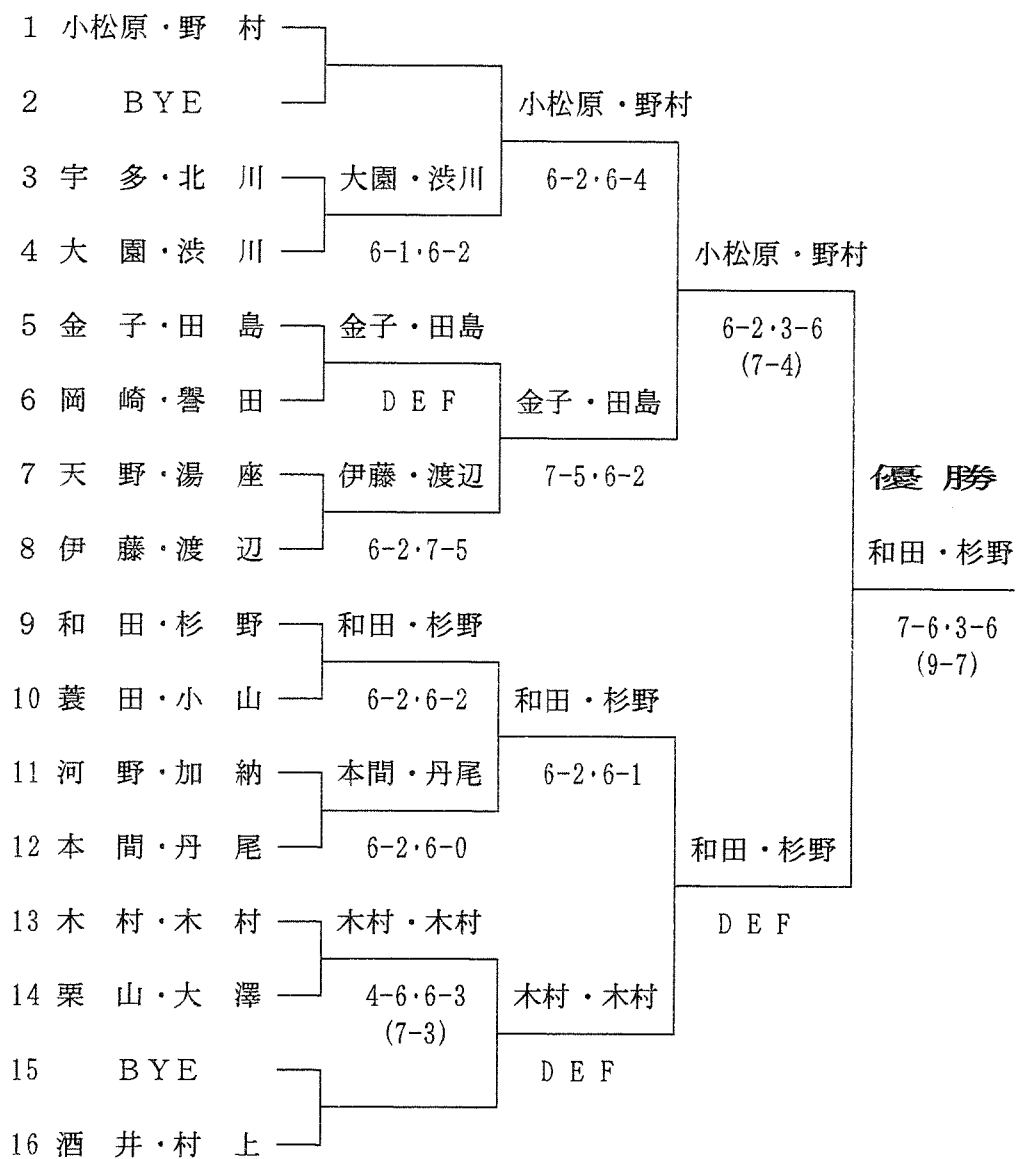 1 小松原・野 村
2 BYE
小松原・野村
3 宇 多・北 川
大園・渋川
6-2・6-4
4 大 園・渋 川
6-1・6-2
小松原・野村
5 金 子・田 島
金子・田島
6-2・3-6
(7-4)
6 岡 崎・譽 田
DEF
金子・田島
7 天 野・湯 座
伊藤・渡辺
7-5・6-2
優勝
8 伊 藤・渡 辺
6-2・7-5
和田・杉野
9 和 田・杉 野
和田・杉野
7-6・3-6
(9-7)
10 蓑 田・小 山
6-2・6-2
和田・杉野
11 河 野・加 納
本間・丹尾
6-2・6-1
12 本 間・丹 尾
6-2・6-0
和田・杉野
13 木 村・木 村
木村・木村
DEF
14 栗 山・大 澤
4-6・6-3
(7-3)
木村・木村
15 BYE
DEF
16 酒 井・村 上